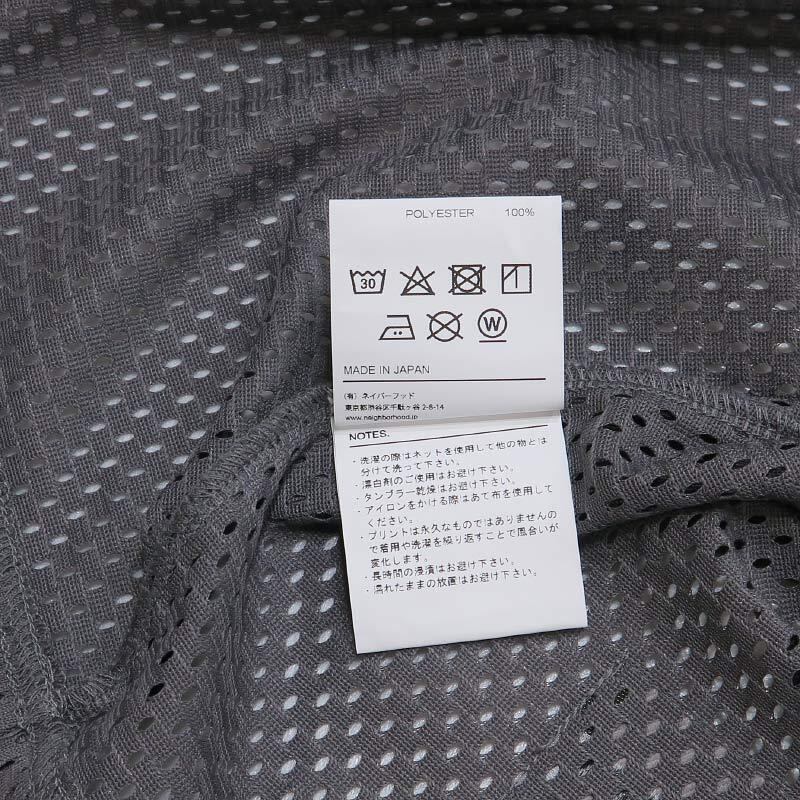 POLYESTER 100%
30
W
MADE IN JAPAN
(有) ネイバーフッド
東京都渋谷区千駄ヶ谷 2-8-14
www.neighborhood.jp
NOTES.
・洗濯の際はネットを使用して他の物とは
分けて洗って下さい。
・漂白剤のご使用はお避け下さい。
・タンブラー乾燥はお避け下さい。
・アイロンをかける際はあて布を使用して
ください。
・プリントは永久なものではありませんの
で着用や洗濯を繰り返すことで風合いが
変化します。
・長時間の浸漬はお避け下さい。
・濡れたままの放置はお避け下さい。